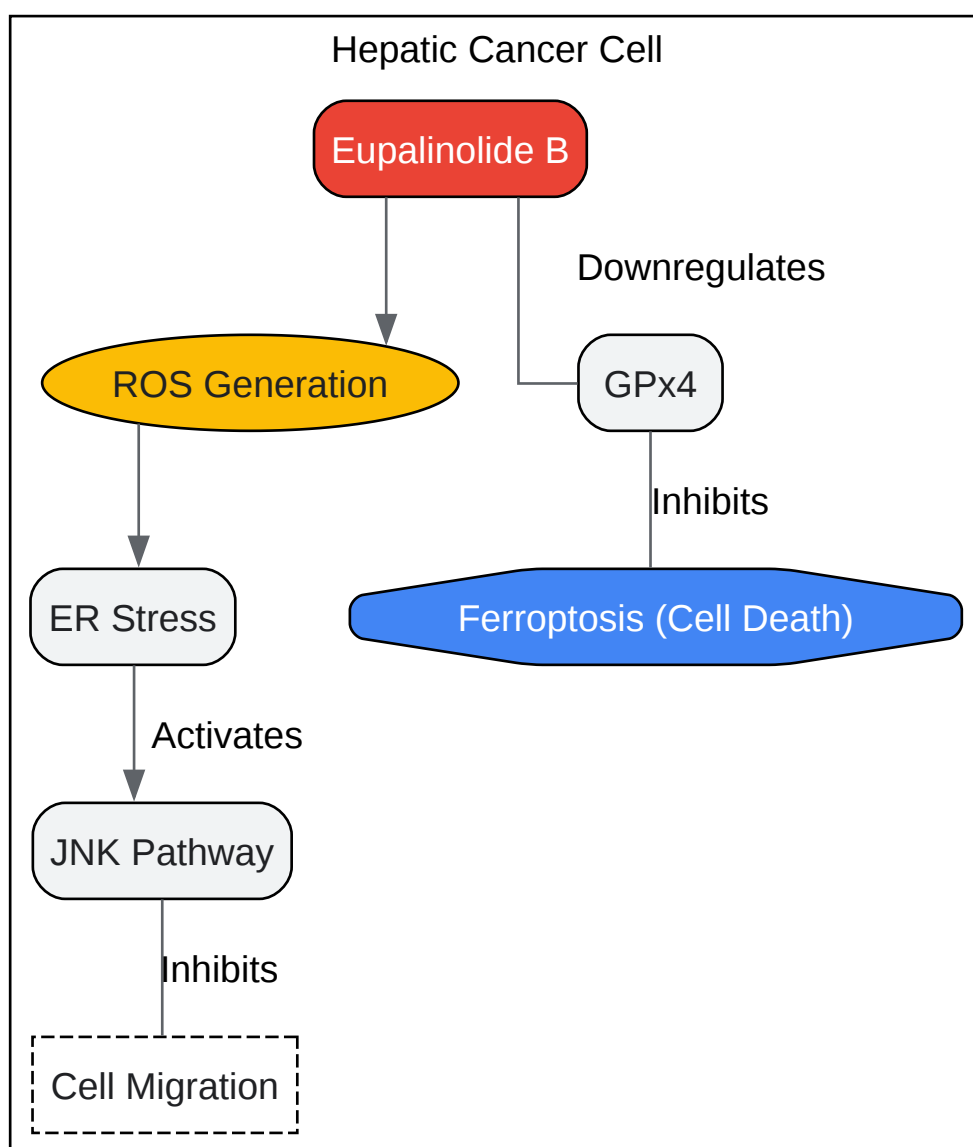 Hepatic Cancer Cell
Eupalinolide B
Downregulates
ROS Generation
GPx4
Inhibits
ER Stress
Ferroptosis (Cell Death)
Activates
JNK Pathway
Inhibits
Cell Migration